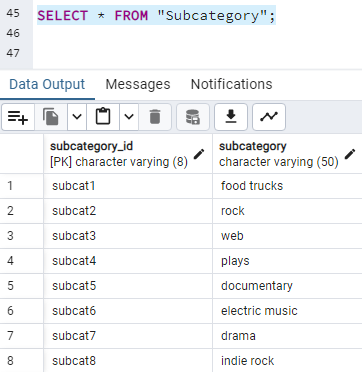 45 SELECT * FROM "Subcategory";
46
47
Data Output Messages Notifications
subcategory_id subcategory
[PK] character varying (8) character varying (50)
1 subcat1 food trucks
2 subcat2 rock
3 subcat3 web
4 subcat4 plays
5 subcat5 documentary
6 subcat6 electric music
7 subcat7 drama
8 subcat8 indie rock